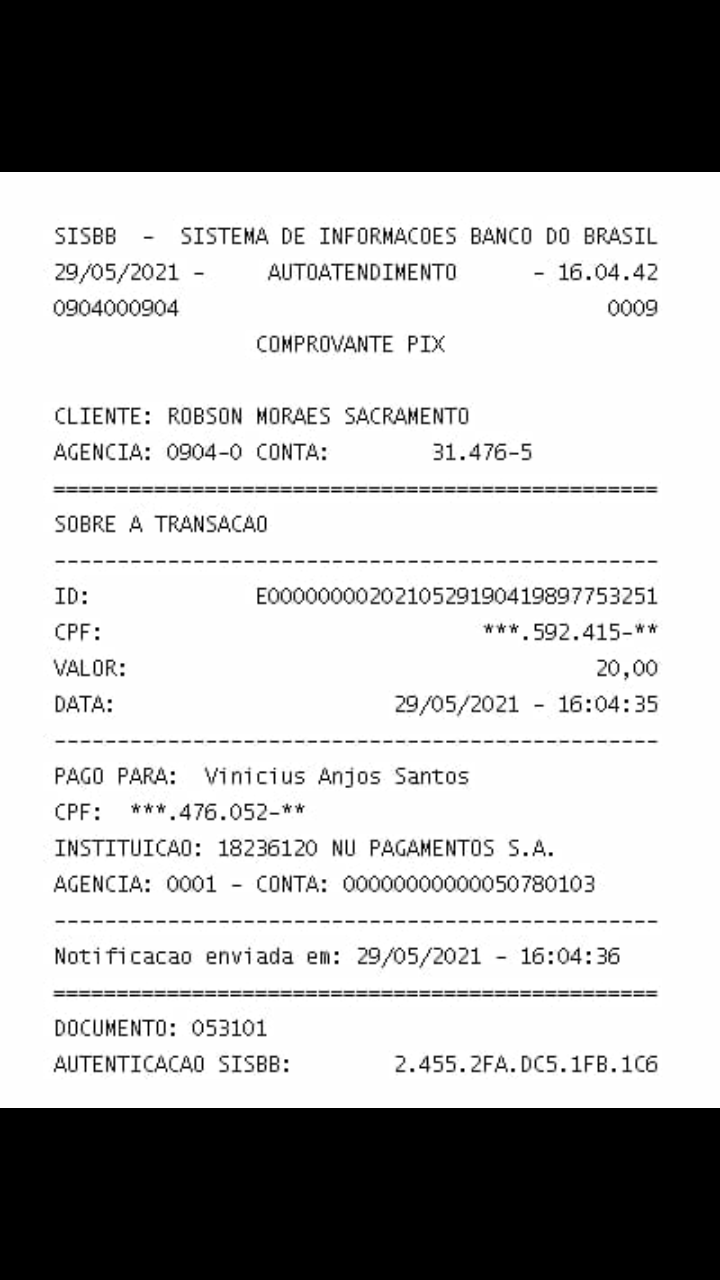 SISBB - SISTEMA DE INFORMACOES BANCO DO BRASIL
29/05/2021 - AUTOATENDIMENTO - 16.04.42
0904000904 0009
COMPROVANTE PIX
CLIENTE: ROBSON MORAES SACRAMENTO
AGENCIA: 0904-0 CONTA: 31.476-5
================================================
SOBRE A TRANSACAO
------------------------------------------------
ID: E0000000020210529190419897753251
CPF: ***.592.415-**
VALOR: 20,00
DATA: 29/05/2021 - 16:04:35
------------------------------------------------
PAGO PARA: Vinicius Anjos Santos
CPF: ***.476.052-**
INSTITUICAO: 18236120 NU PAGAMENTOS S.A.
AGENCIA: 0001 - CONTA: 00000000000050780103
------------------------------------------------
Notificacao enviada em: 29/05/2021 - 16:04:36
================================================
DOCUMENTO: 053101
AUTENTICACAO SISBB: 2.455.2FA.DC5.1FB.1C6